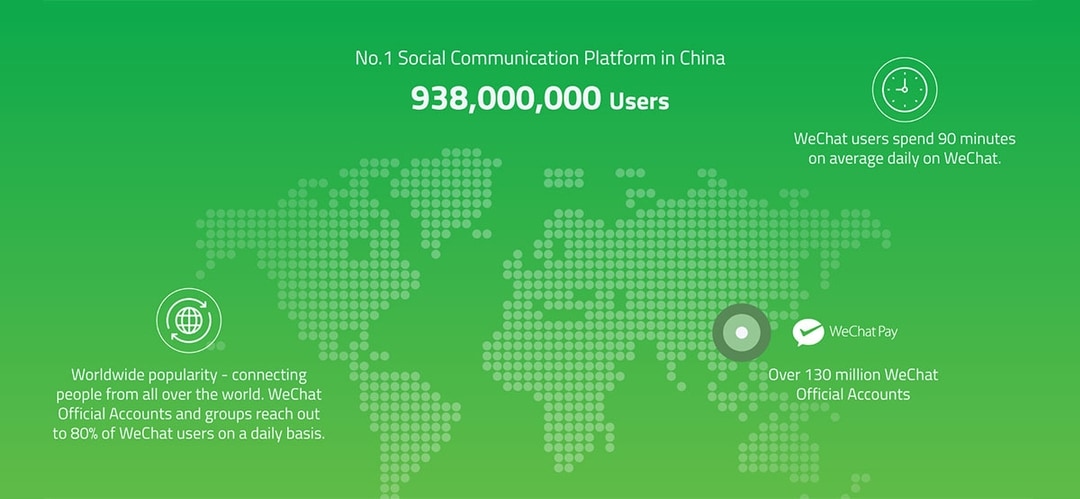 No.1 Social Communication Platform in China
938,000,000 Users
WeChat users spend 90 minutes
on average daily on WeChat.
WeChat Pay
Over 130 million WeChat
Official Accounts
Worldwide popularity - connecting
people from all over the world. WeChat
Official Accounts and groups reach out
to 80% of WeChat users on a daily basis.